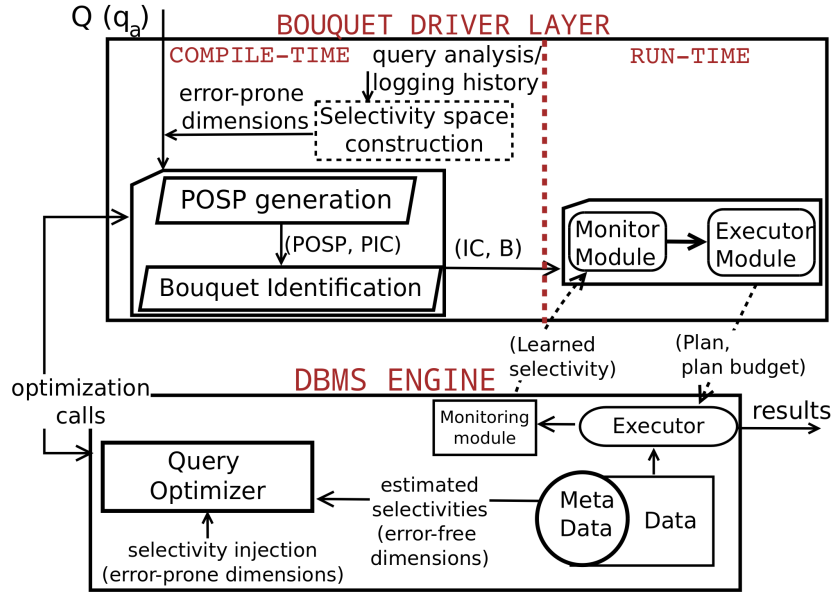 Q (qa)
BOUQUET DRIVER LAYER
COMPILE-TIME
query analysis/
logging history
RUN-TIME
error-prone
dimensions
Selectivity space
construction
POSP generation
(POSP, PIC)
Bouquet Identification
(IC, B)
Monitor
Module
Executor
Module
(Learned
selectivity)
(Plan,
plan budget)
optimization
calls
DBMS ENGINE
Monitoring
module
Executor
results
Query
Optimizer
estimated
selectivities
(error-free
dimensions)
Meta
Data
Data
selectivity injection
(error-prone dimensions)